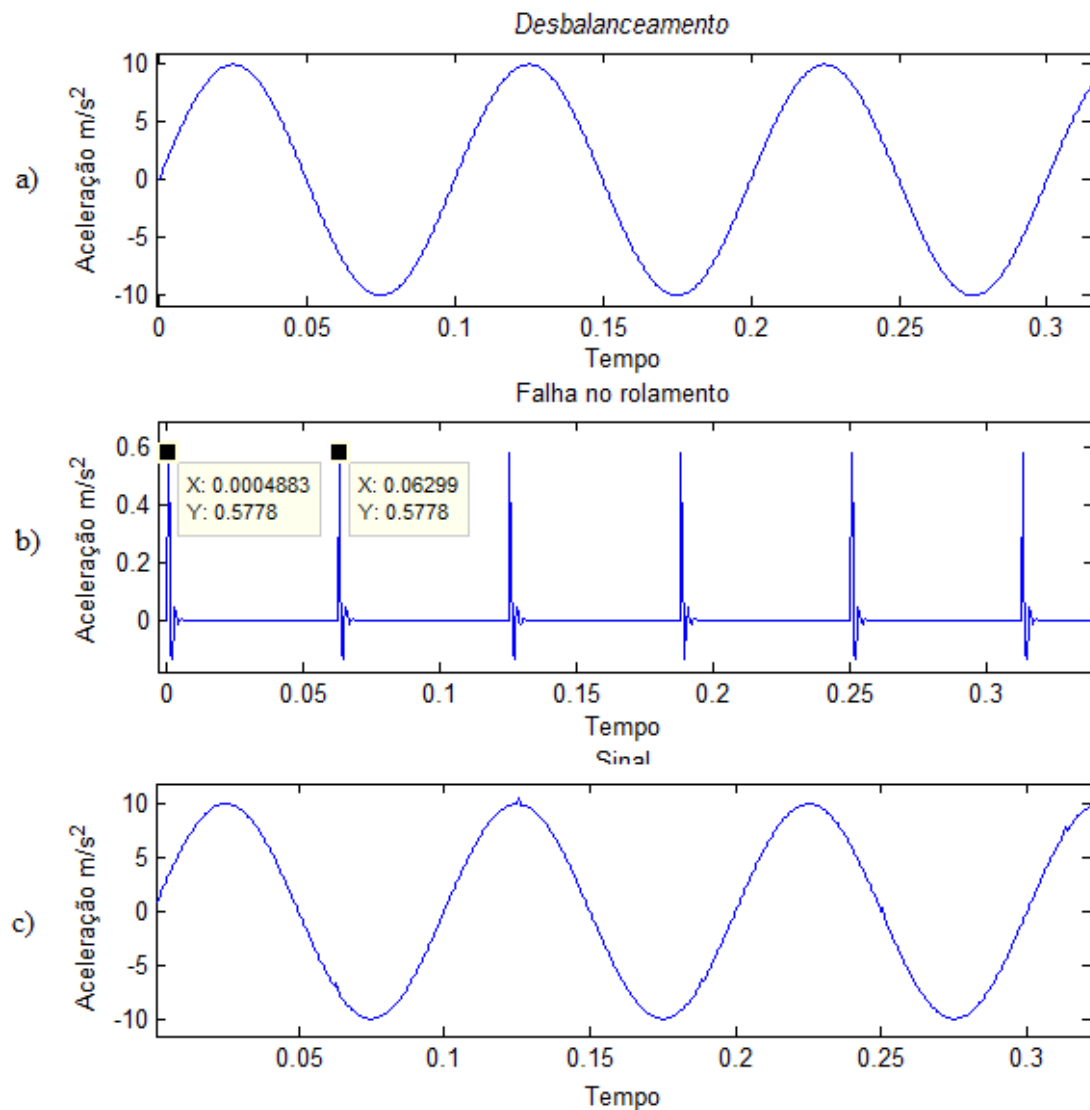 Desbalanceamento
a)
Aceleração m/s²
10
5
0
-5
-10
0 0.05 0.1 0.15 0.2 0.25 0.3
Tempo
Falha no rolamento
b)
Aceleração m/s²
0.6
0.4
0.2
0
X: 0.0004883
Y: 0.5778
X: 0.06299
Y: 0.5778
0 0.05 0.1 0.15 0.2 0.25 0.3
Tempo
Sinal
c)
Aceleração m/s²
10
5
0
-5
-10
0.05 0.1 0.15 0.2 0.25 0.3
Tempo